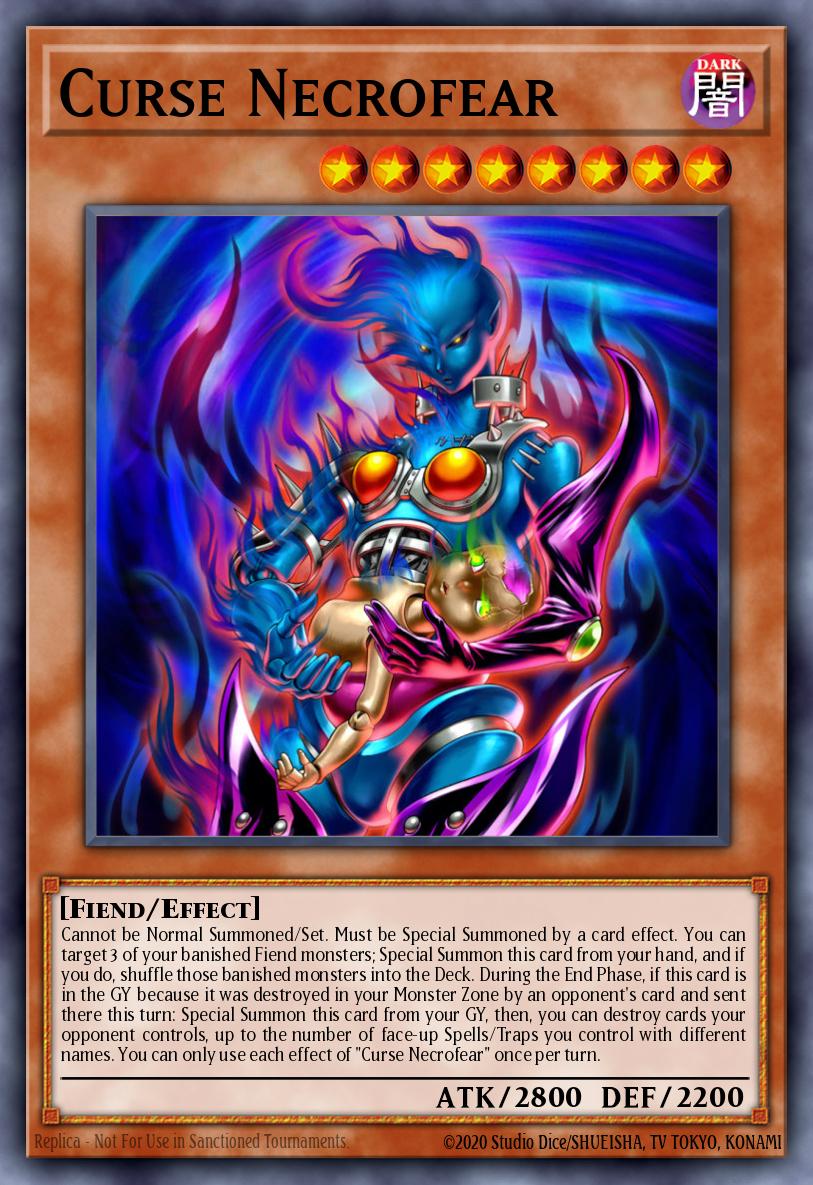 Curse Necrofear
DARK
闇
[Fiend/Effect]
Cannot be Normal Summoned/Set. Must be Special Summoned by a card effect. You can
target 3 of your banished Fiend monsters; Special Summon this card from your hand, and if
you do, shuffle those banished monsters into the Deck. During the End Phase, if this card is
in the GY because it was destroyed in your Monster Zone by an opponent's card and sent
there this turn: Special Summon this card from your GY, then, you can destroy cards your
opponent controls, up to the number of face-up Spells/Traps you control with different
names. You can only use each effect of "Curse Necrofear" once per turn.
ATK/2800 DEF/2200
Replica - Not For Use in Sanctioned Tournaments.
©2020 Studio Dice/SHUEISHA, TV TOKYO, KONAMI